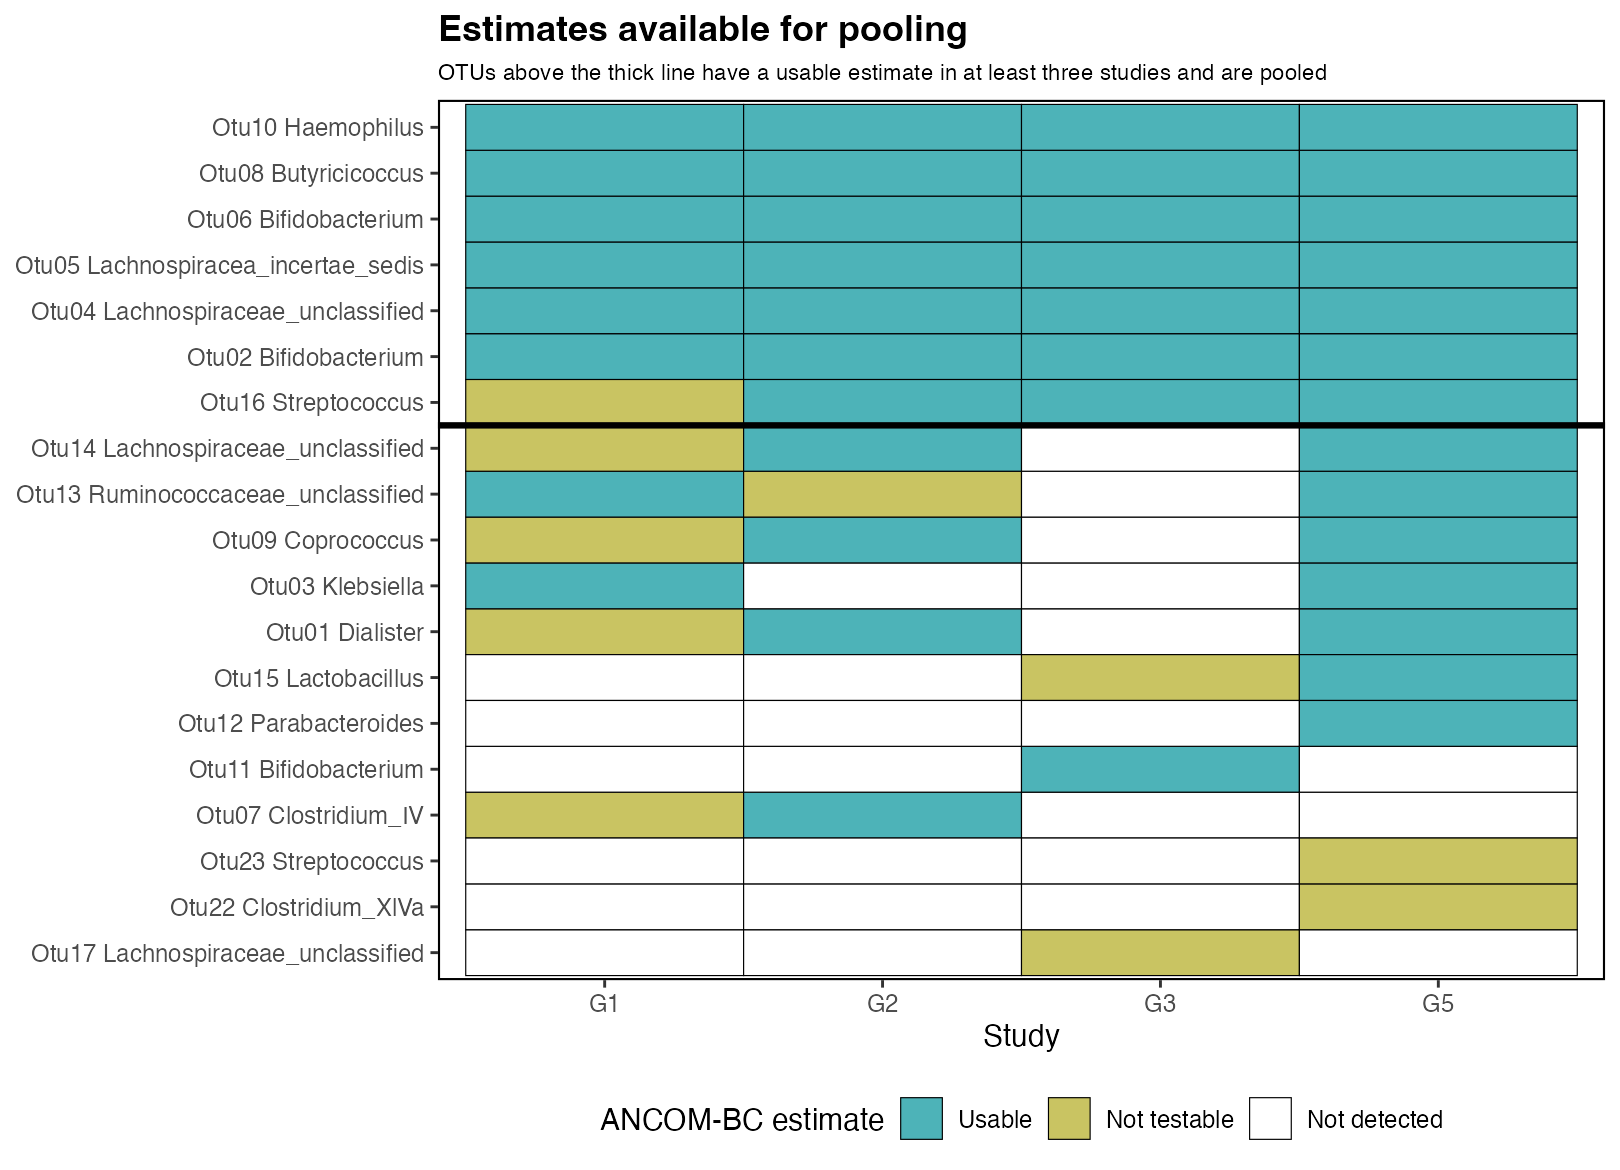 Estimates available for pooling
OTUs above the thick line have a usable estimate in at least three studies and are pooled
Otu10 Haemophilus
Otu08 Butyricicoccus
Otu06 Bifidobacterium
Otu05 Lachnospiracea_incertae_sedis
Otu04 Lachnospiraceae_unclassified
Otu02 Bifidobacterium
Otu16 Streptococcus
Otu14 Lachnospiraceae_unclassified
Otu13 Ruminococcaceae_unclassified
Otu09 Coprococcus
Otu03 Klebsiella
Otu01 Dialister
Otu15 Lactobacillus
Otu12 Parabacteroides
Otu11 Bifidobacterium
Otu07 Clostridium_IV
Otu23 Streptococcus
Otu22 Clostridium_XlVa
Otu17 Lachnospiraceae_unclassified
G1 G2 G3 G5
Study
ANCOM-BC estimate Usable Not testable Not detected